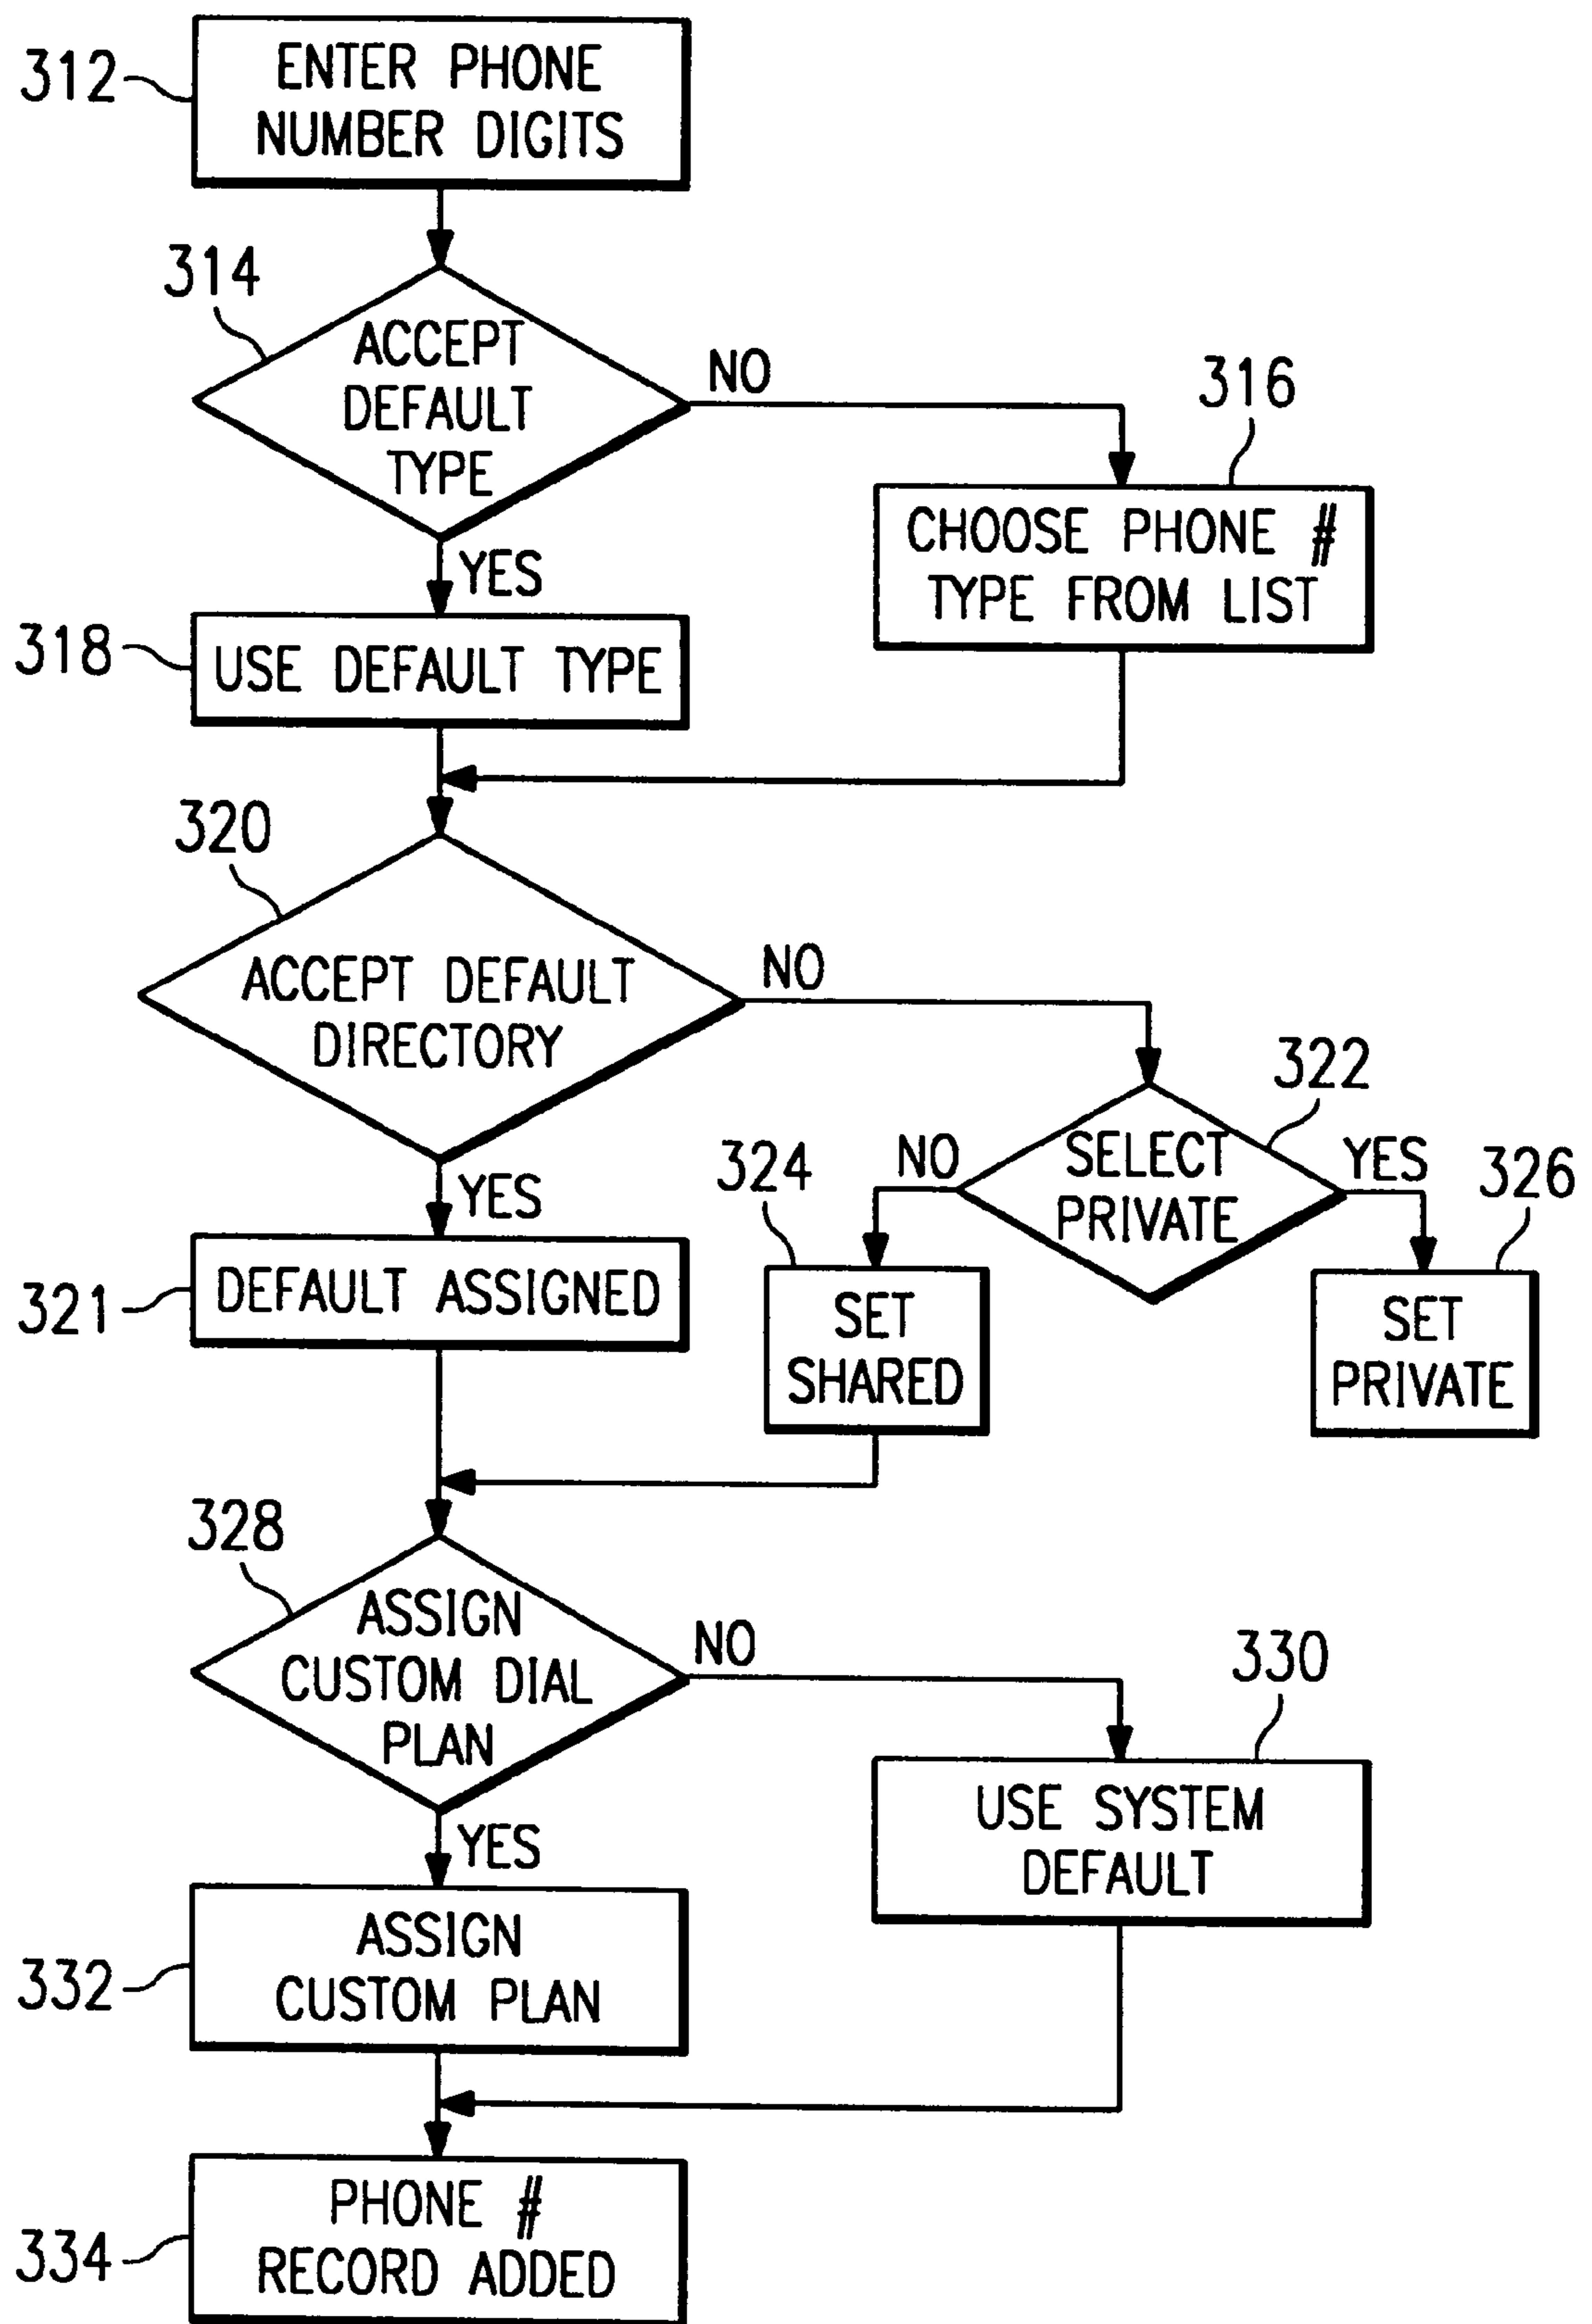 312
ENTER PHONE
NUMBER DIGITS
314
ACCEPT
DEFAULT
TYPE
NO
316
CHOOSE PHONE #
TYPE FROM LIST
YES
318
USE DEFAULT TYPE
320
ACCEPT DEFAULT
DIRECTORY
NO
322
SELECT
PRIVATE
NO
324
YES
326
YES
321
DEFAULT ASSIGNED
SET
SHARED
SET
PRIVATE
328
ASSIGN
CUSTOM DIAL
PLAN
NO
330
USE SYSTEM
DEFAULT
YES
332
ASSIGN
CUSTOM PLAN
334
PHONE #
RECORD ADDED